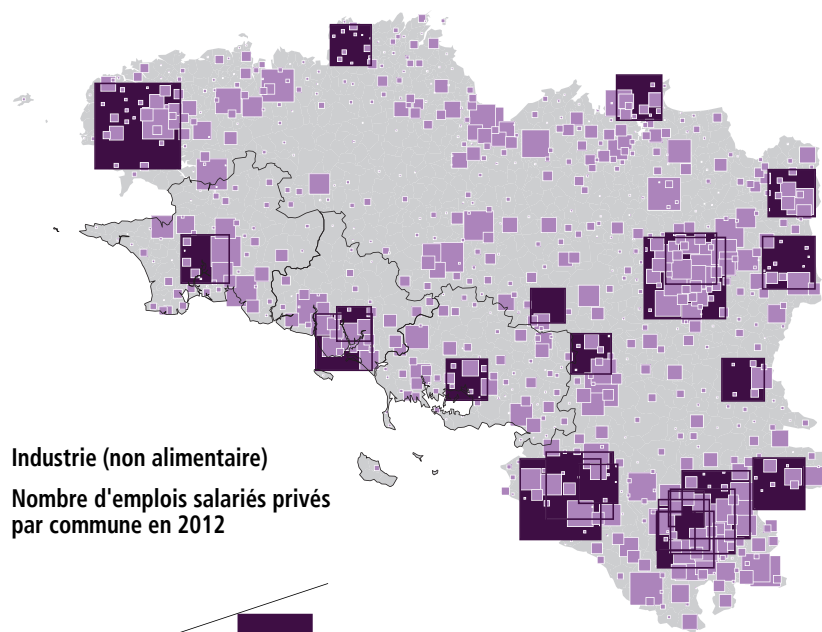 Industrie (non alimentaire)
Nombre d'emplois salariés privés
par commune en 2012